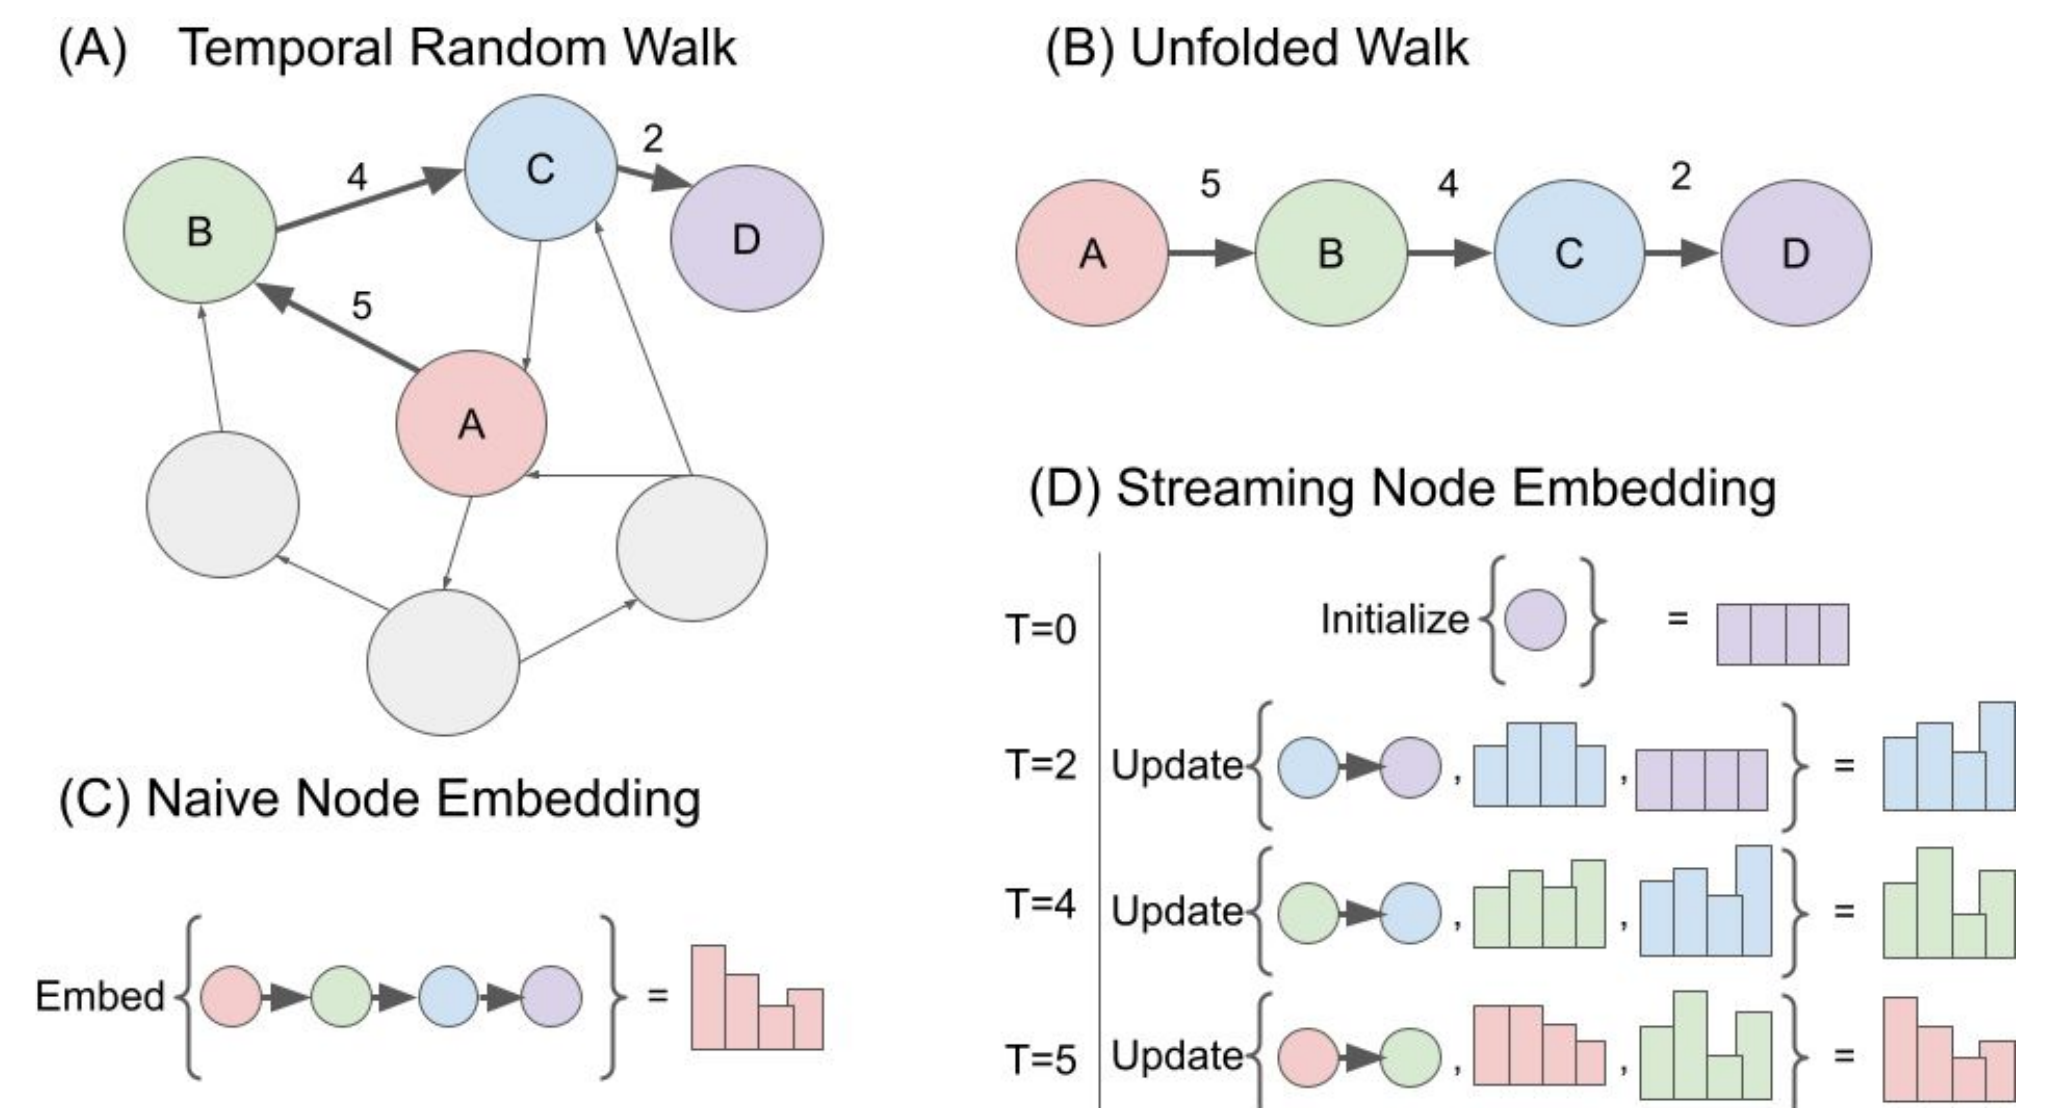 (A) Temporal Random Walk
B
4
C
2
D
5
A
(B) Unfolded Walk
A
5
B
4
C
2
D
(C) Naive Node Embedding
Embed { } =
(D) Streaming Node Embedding
T=0 Initialize { } =
T=2 Update { , , } =
T=4 Update { , , } =
T=5 Update { , , } =